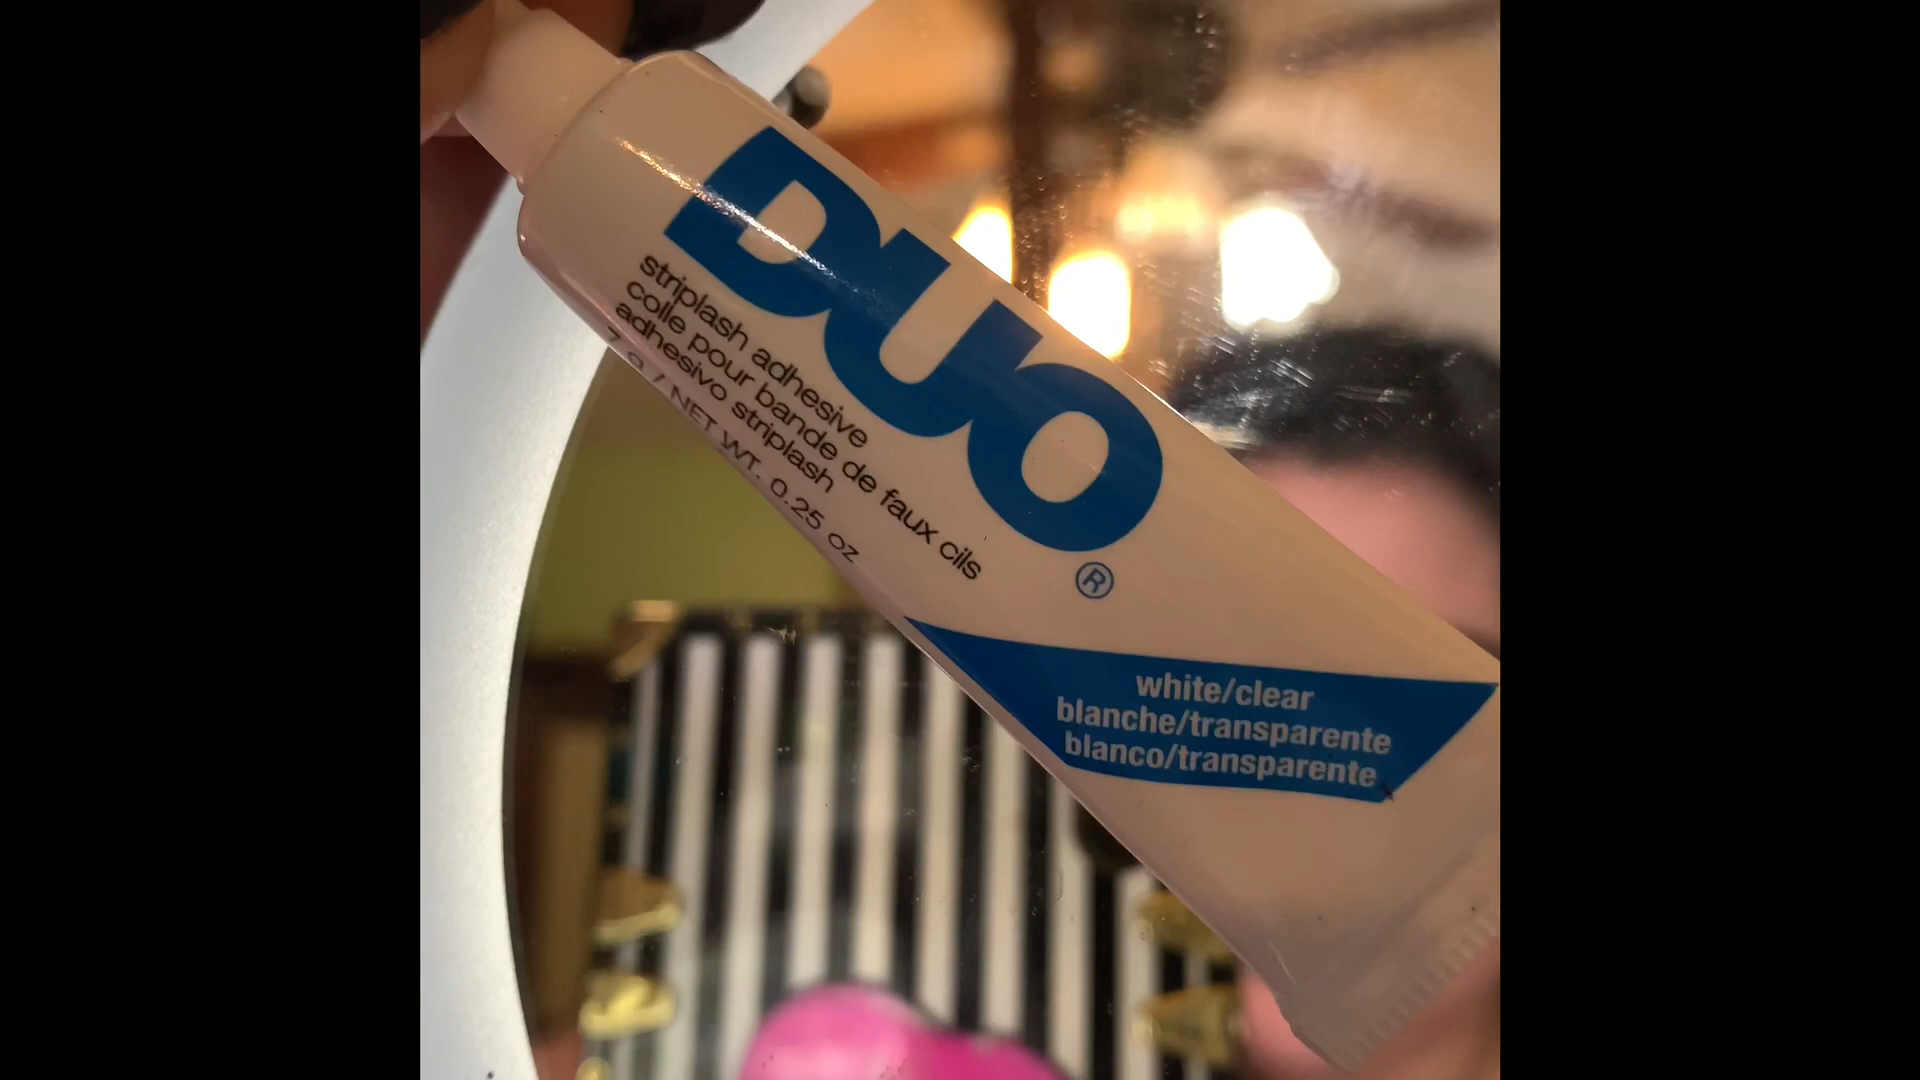 DUO
striplash adhesive
colle pour bande de faux cils
adhesivo striplash
7 g / NET WT. 0.25 oz
®
white/clear
blanche/transparente
blanco/transparente